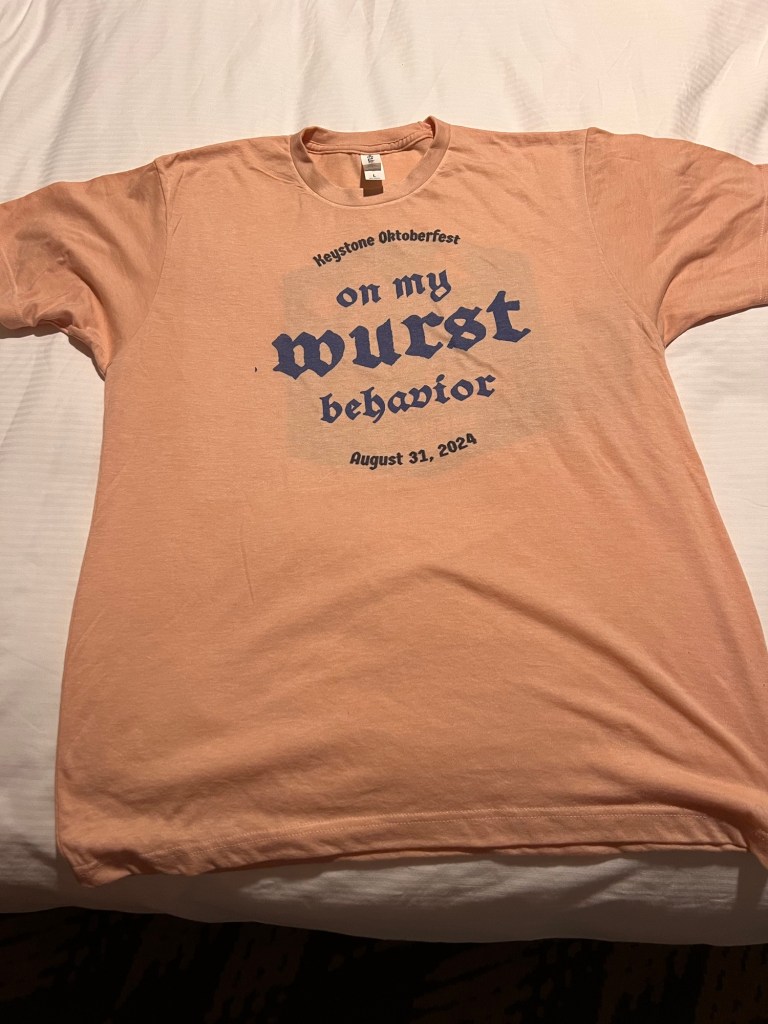 L
Keystone Oktoberfest
on my
wurst
behavior
August 31, 2024